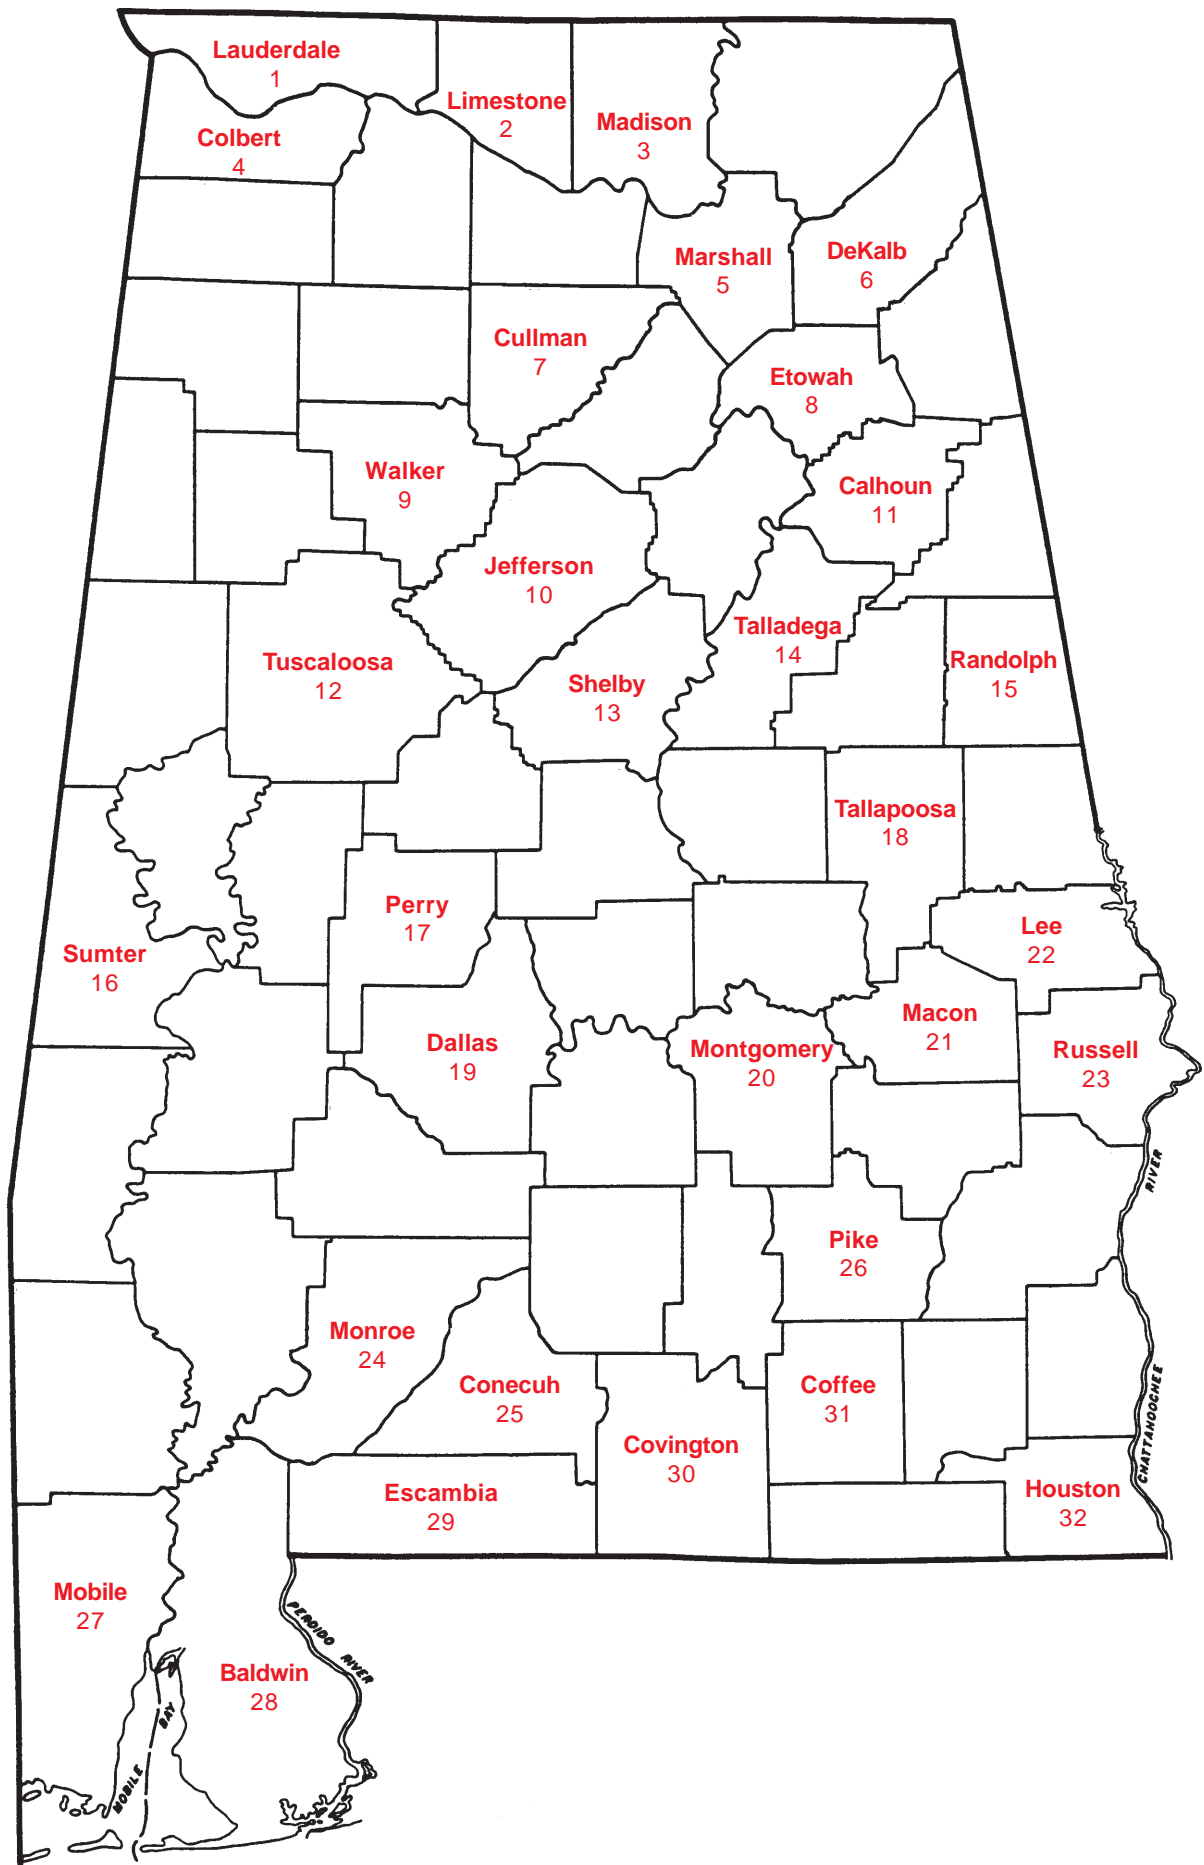 Lauderdale
1
Limestone
2
Madison
3
Colbert
4
Marshall
5
DeKalb
6
Cullman
7
Etowah
8
Walker
9
Jefferson
10
Calhoun
11
Tuscaloosa
12
Shelby
13
Talladega
14
Randolph
15
Sumter
16
Perry
17
Tallapoosa
18
Dallas
19
Montgomery
20
Macon
21
Lee
22
Russell
23
Monroe
24
Conecuh
25
Pike
26
Mobile
27
Baldwin
28
Escambia
29
Covington
30
Coffee
31
Houston
32
CHATTAHOOCHEE RIVER
PERDIDO RIVER
MOBILE BAY